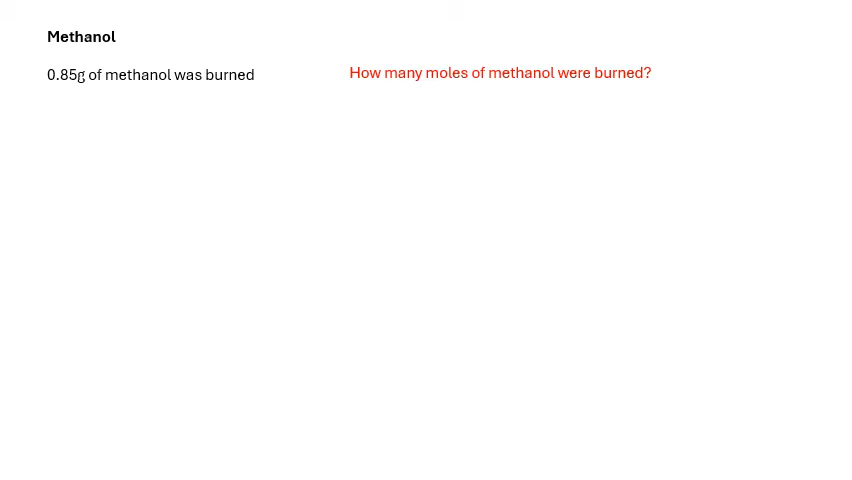 Methanol
0.85g of methanol was burned
How many moles of methanol were burned?